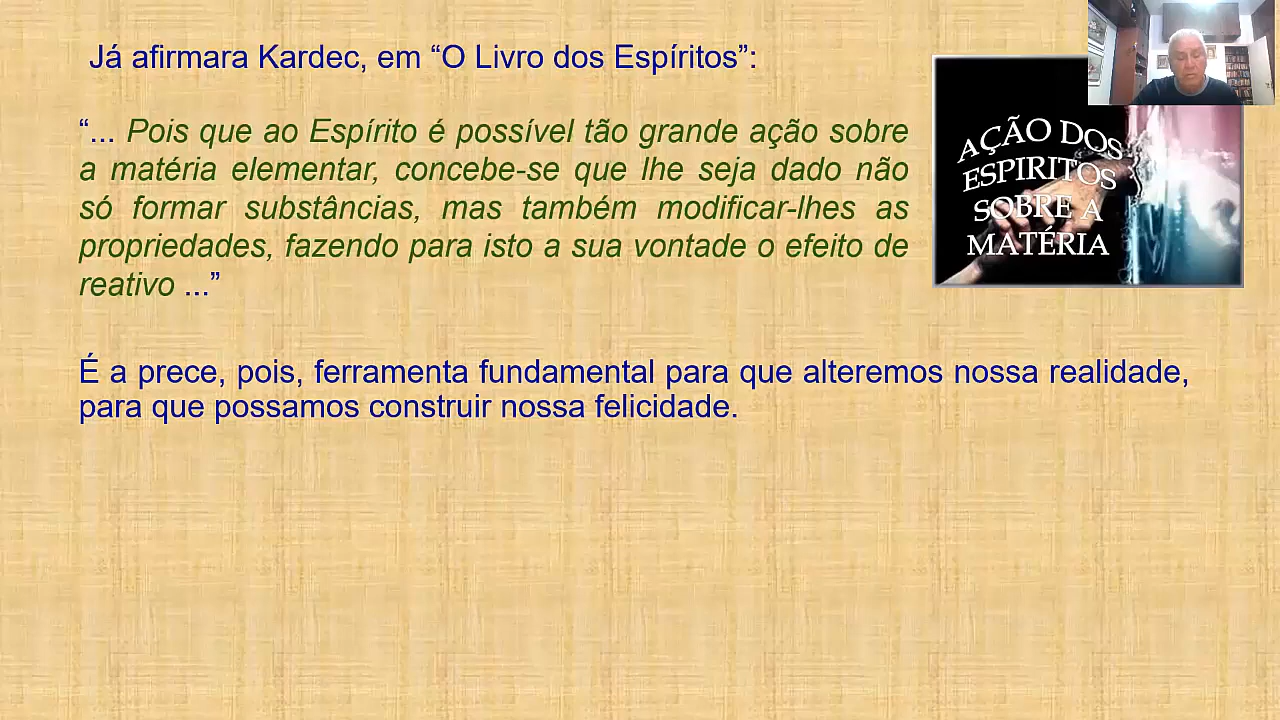 Já afirmara Kardec, em “O Livro dos Espíritos”:
“... Pois que ao Espírito é possível tão grande ação sobre
a matéria elementar, concebe-se que lhe seja dado não
só formar substâncias, mas também modificar-lhes as
propriedades, fazendo para isto a sua vontade o efeito de
reativo ...”
AÇÃO DOS
ESPIRITOS
SOBRE A
MATÉRIA
É a prece, pois, ferramenta fundamental para que alteremos nossa realidade,
para que possamos construir nossa felicidade.